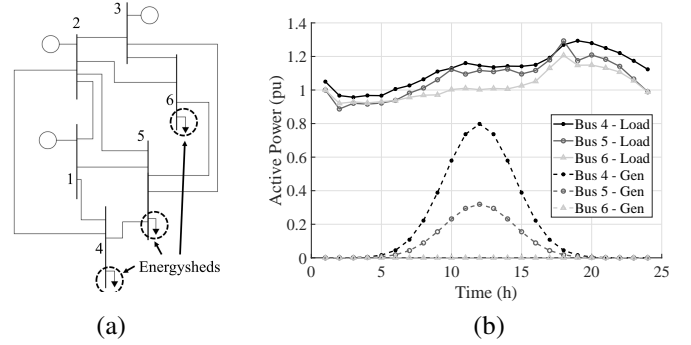 3
2
6
5
1
4
Energysheds
(a)
1.4
1.2
1
0.8
0.6
0.4
0.2
0
Active Power (pu)
Bus 4 - Load
Bus 5 - Load
Bus 6 - Load
Bus 4 - Gen
Bus 5 - Gen
Bus 6 - Gen
0 5 10 15 20 25
Time (h)
(b)